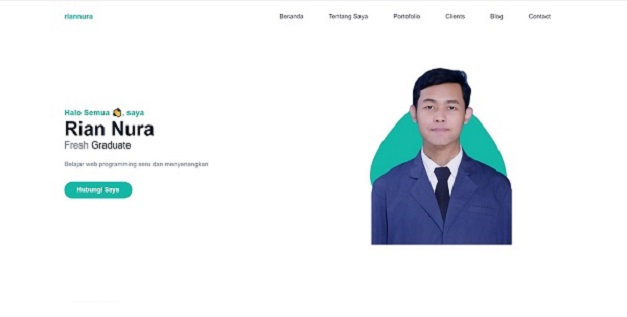 riannura
Beranda Tentang Saya Portofolio Clients Blog Contact
Halo Semua 👋, saya
Rian Nura
Fresh Graduate
Belajar web programming seru dan menyenangkan
Hubungi Saya